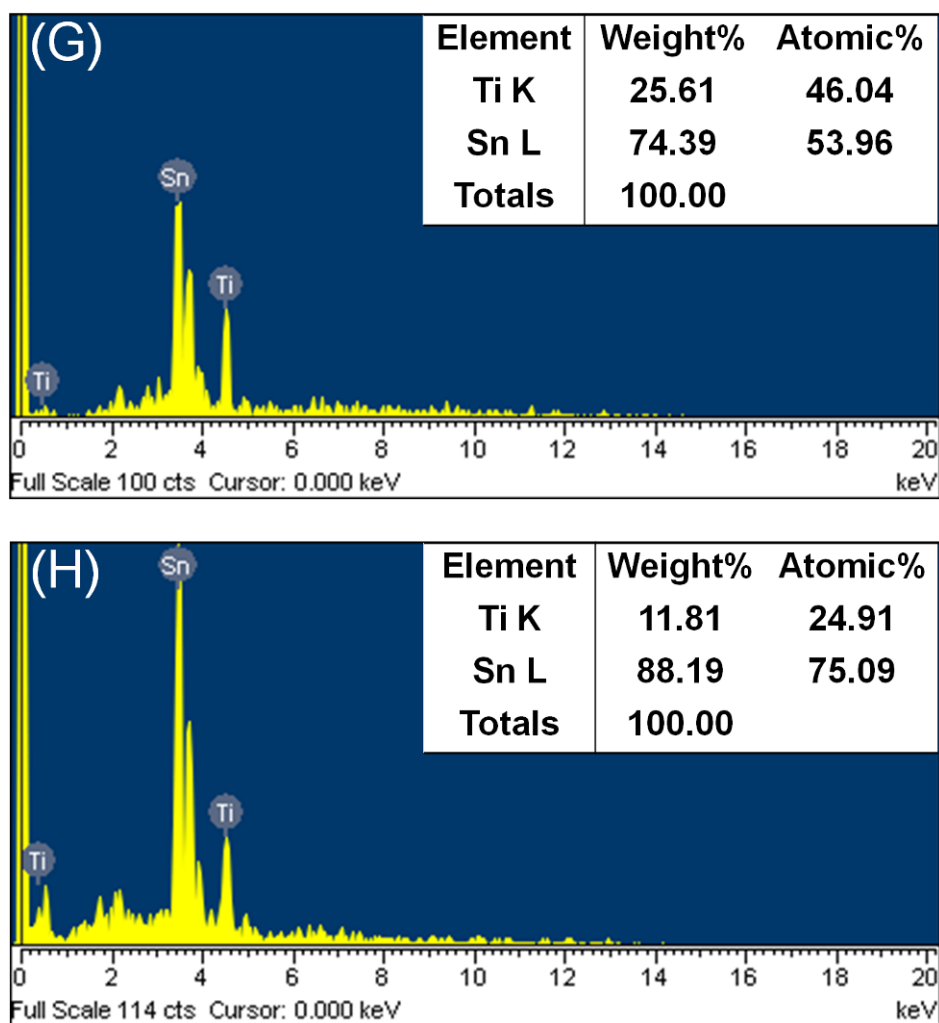 (G)
Element Weight% Atomic%
Ti K 25.61 46.04
Sn L 74.39 53.96
Totals 100.00
Sn
Ti
Ti
0 2 4 6 8 10 12 14 16 18 20
Full Scale 100 cts Cursor: 0.000 keV keV
(H)
Element Weight% Atomic%
Ti K 11.81 24.91
Sn L 88.19 75.09
Totals 100.00
Sn
Ti
Ti
0 2 4 6 8 10 12 14 16 18 20
Full Scale 114 cts Cursor: 0.000 keV keV